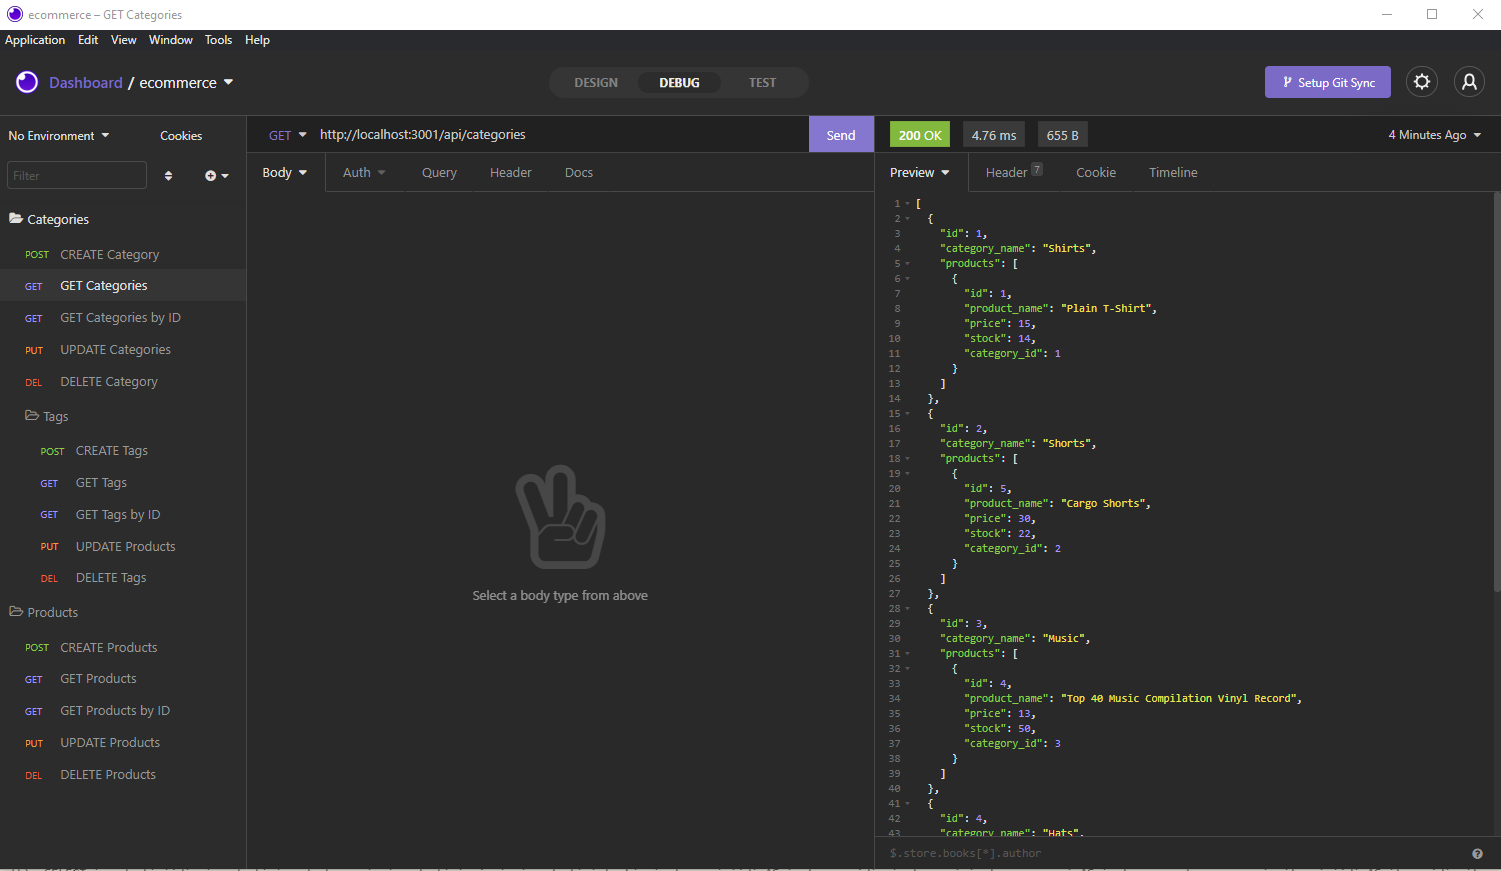 ecommerce – GET Categories
Application Edit View Window Tools Help
Dashboard / ecommerce
DESIGN DEBUG TEST
Setup Git Sync
No Environment Cookies
GET http://localhost:3001/api/categories
Send
200 OK 4.76 ms 655 B
4 Minutes Ago
Filter
Body Auth Query Header Docs
Preview Header 7 Cookie Timeline
Categories
POST CREATE Category
GET GET Categories
GET GET Categories by ID
PUT UPDATE Categories
DEL DELETE Category
Tags
POST CREATE Tags
GET GET Tags
GET GET Tags by ID
PUT UPDATE Products
DEL DELETE Tags
Products
POST CREATE Products
GET GET Products
GET GET Products by ID
PUT UPDATE Products
DEL DELETE Products
Select a body type from above
1 [
2 {
3 "id": 1,
4 "category_name": "Shirts",
5 "products": [
6 {
7 "id": 1,
8 "product_name": "Plain T-Shirt",
9 "price": 15,
10 "stock": 14,
11 "category_id": 1
12 }
13 ]
14 },
15 {
16 "id": 2,
17 "category_name": "Shorts",
18 "products": [
19 {
20 "id": 5,
21 "product_name": "Cargo Shorts",
22 "price": 30,
23 "stock": 22,
24 "category_id": 2
25 }
26 ]
27 },
28 {
29 "id": 3,
30 "category_name": "Music",
31 "products": [
32 {
33 "id": 4,
34 "product_name": "Top 40 Music Compilation Vinyl Record",
35 "price": 13,
36 "stock": 50,
37 "category_id": 3
38 }
39 ]
40 },
41 {
42 "id": 4,
43 "category_name": "Hats",
$.store.books[*].author